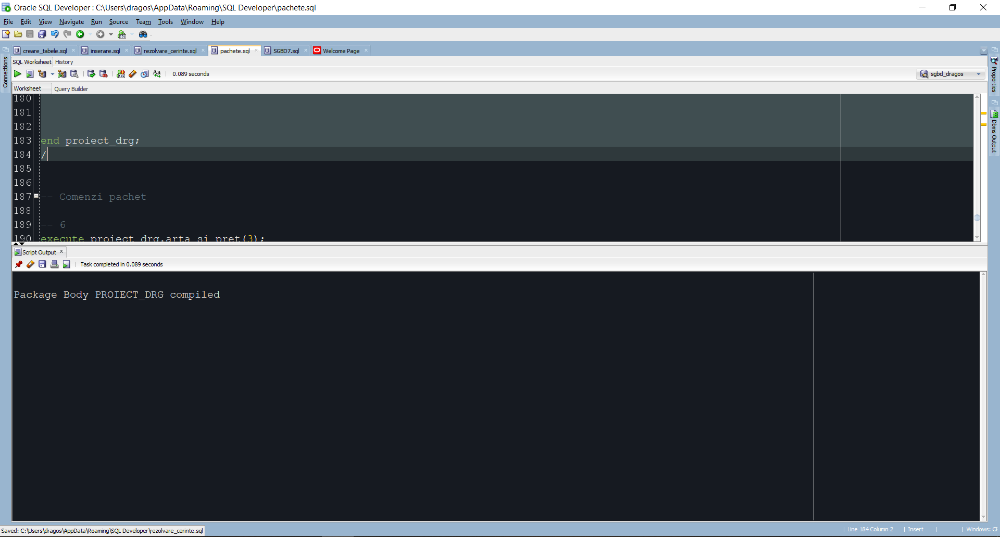 Oracle SQL Developer : C:\Users\dragos\AppData\Roaming\SQL Developer\pachete.sql
File Edit View Navigate Run Source Team Tools Window Help
creare_tabele.sql inserare.sql rezolvare_cerinte.sql pachete.sql SGBD7.sql Welcome Page
SQL Worksheet History
0.089 seconds sgbd_dragos
Worksheet Query Builder
180
181
182
183 end proiect_drg;
184 /
185
186
187 -- Comenzi pachet
188
189 -- 6
190 execute proiect_drg.arta_si_pret(3);
Script Output
Task completed in 0.089 seconds
Package Body PROIECT_DRG compiled
Saved: C:\Users\dragos\AppData\Roaming\SQL Developer\rezolvare_cerinte.sql
Line 184 Column 2 Insert Windows:
Connections
Properties
Dbms Output